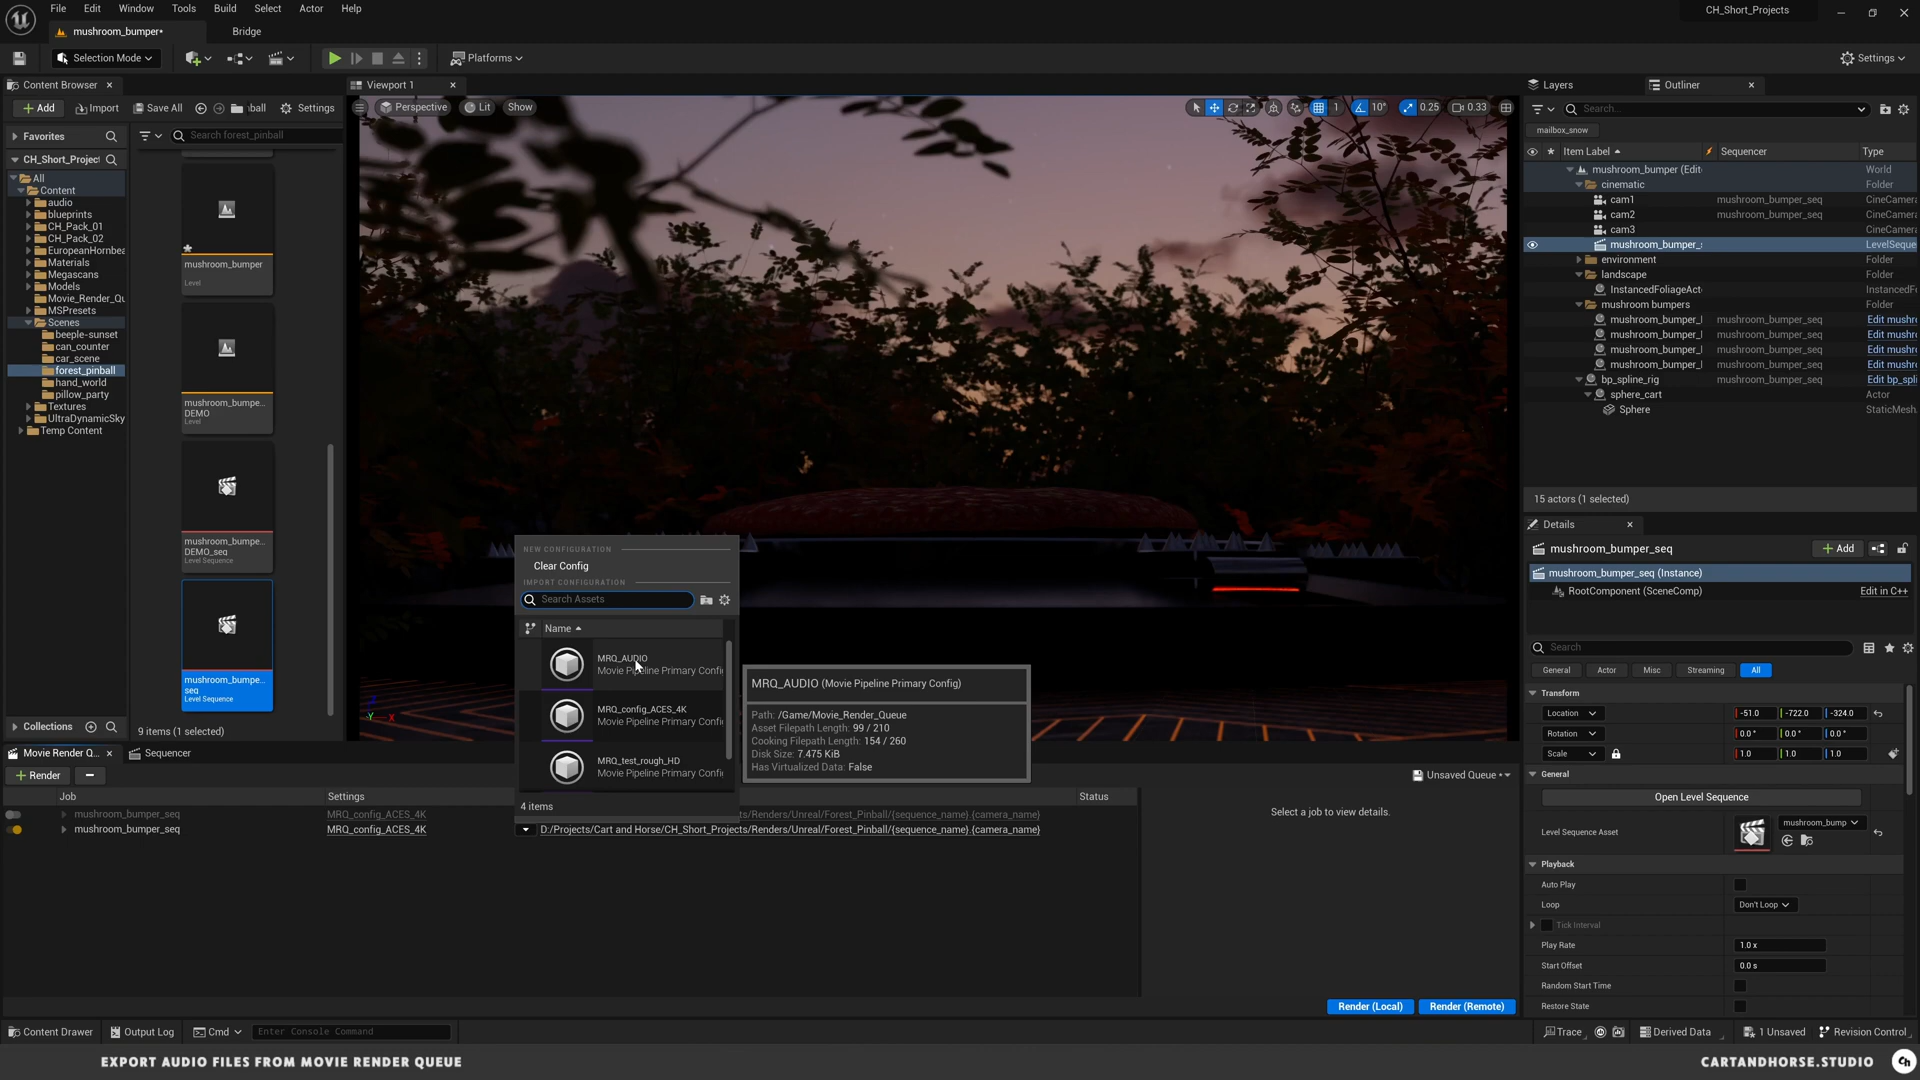 File Edit Window Tools Build Select Actor Help
CH_Short_Projects
mushroom_bumper•
Bridge
Selection Mode
Platforms
Settings
Content Browser
Viewport 1
Layers
Outliner
Add
Import
Save All
ball
Settings
Perspective
Lit
Show
1
10°
0.25
0.33
Search...
Favorites
Search forest_pinball
mailbox_snow
CH_Short_Project
Item Label
Sequencer
Type
All
Content
audio
blueprints
CH_Pack_01
CH_Pack_02
EuropeanHornbea
Materials
Megascans
Models
Movie_Render_Qu
MSPresets
Scenes
beeple-sunset
can_counter
car_scene
forest_pinball
hand_world
pillow_party
Textures
UltraDynamicSky
Temp Content
mushroom_bumper
Level
mushroom_bumpe...
DEMO
Level
mushroom_bumpe...
DEMO_seq
Level Sequence
mushroom_bumpe...
seq
Level Sequence
mushroom_bumper (Edit
World
cinematic
Folder
cam1
mushroom_bumper_seq
CineCamera
cam2
mushroom_bumper_seq
CineCamera
cam3
CineCamera
mushroom_bumper_s
LevelSeque
environment
Folder
landscape
Folder
InstancedFoliageAct
InstancedFo
mushroom bumpers
Folder
mushroom_bumper_l
mushroom_bumper_seq
Edit mushr
mushroom_bumper_l
mushroom_bumper_seq
Edit mushr
mushroom_bumper_l
mushroom_bumper_seq
Edit mushr
mushroom_bumper_l
mushroom_bumper_seq
Edit mushr
bp_spline_rig
mushroom_bumper_seq
Edit bp_spli
sphere_cart
Actor
Sphere
StaticMesh
15 actors (1 selected)
Details
mushroom_bumper_seq
Add
mushroom_bumper_seq (Instance)
RootComponent (SceneComp)
Edit in C++
Search
General
Actor
Misc
Streaming
All
Transform
Location
-51.0
-722.0
-324.0
Rotation
0.0°
0.0°
0.0°
Scale
1.0
1.0
1.0
General
Open Level Sequence
Level Sequence Asset
mushroom_bump
Playback
Auto Play
Loop
Don't Loop
Tick Interval
Play Rate
1.0 x
Start Offset
0.0 s
Random Start Time
Restore State
NEW CONFIGURATION
Clear Config
IMPORT CONFIGURATION
Search Assets
Name
MRQ_AUDIO
Movie Pipeline Primary Config
MRQ_config_ACES_4K
Movie Pipeline Primary Config
MRQ_test_rough_HD
Movie Pipeline Primary Config
4 items
MRQ_AUDIO (Movie Pipeline Primary Config)
Path: /Game/Movie_Render_Queue
Asset Filepath Length: 99 / 210
Cooking Filepath Length: 154 / 260
Disk Size: 7.475 KiB
Has Virtualized Data: False
Z
Y
X
Collections
9 items (1 selected)
Movie Render Q...
Sequencer
Render
Unsaved Queue •
Job
Settings
Status
mushroom_bumper_seq
MRQ_config_ACES_4K
ts/Renders/Unreal/Forest_Pinball/{sequence_name}.{camera_name}
mushroom_bumper_seq
MRQ_config_ACES_4K
D:/Projects/Cart and Horse/CH_Short_Projects/Renders/Unreal/Forest_Pinball/{sequence_name}.{camera_name}
Select a job to view details.
Render (Local)
Render (Remote)
Content Drawer
Output Log
Cmd
Enter Console Command
Trace
Derived Data
1 Unsaved
Revision Control
EXPORT AUDIO FILES FROM MOVIE RENDER QUEUE
CARTANDHORSE.STUDIO